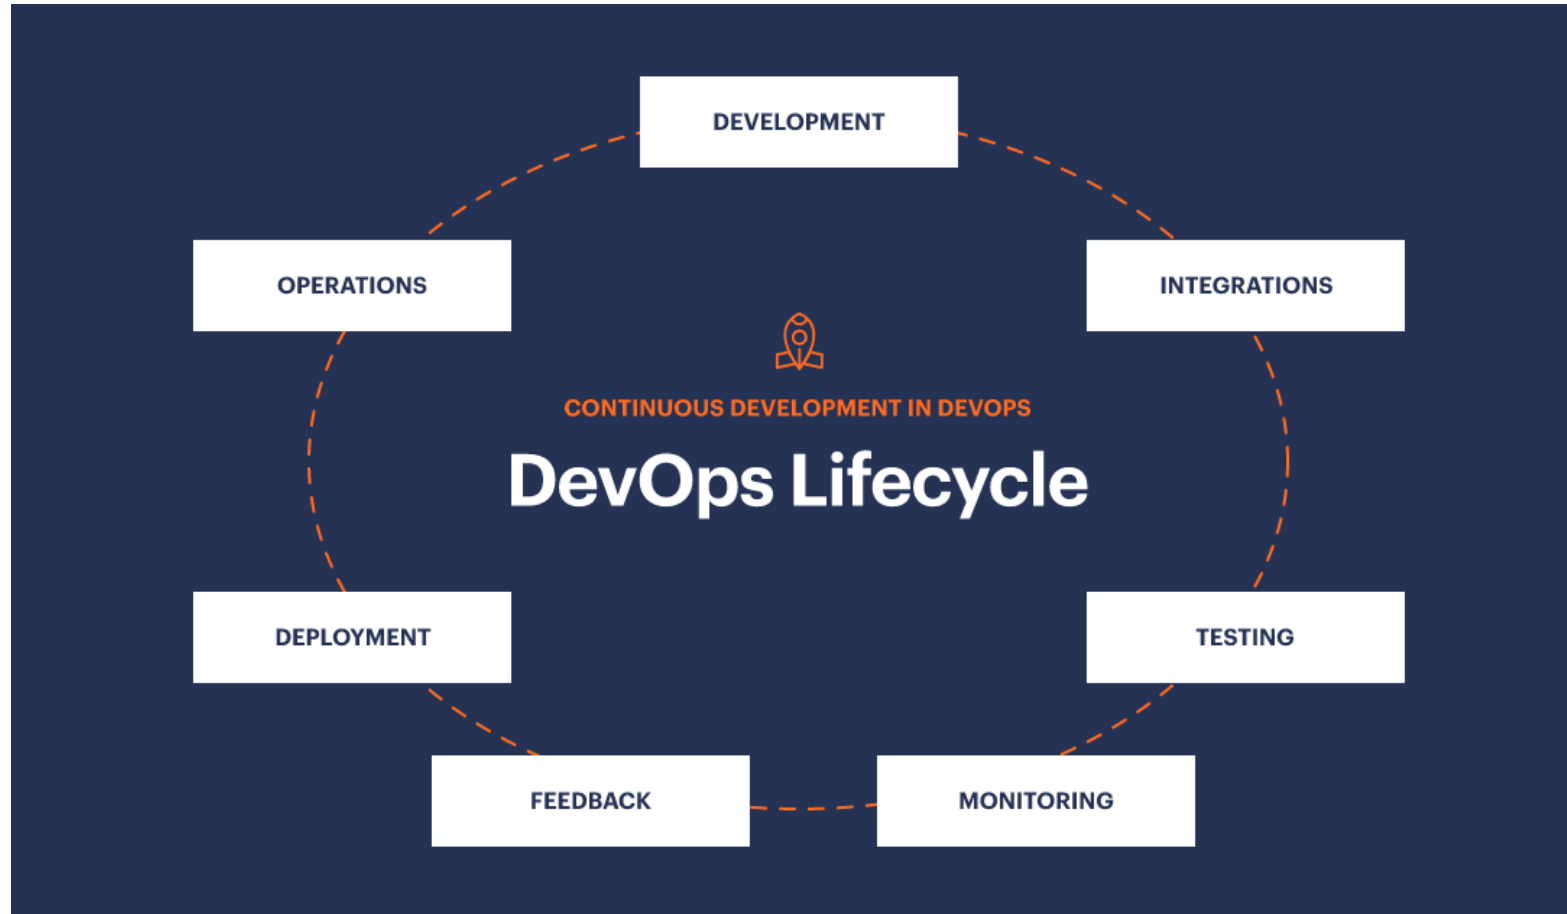 DEVELOPMENT
OPERATIONS
INTEGRATIONS
CONTINUOUS DEVELOPMENT IN DEVOPS
DevOps Lifecycle
DEPLOYMENT
TESTING
FEEDBACK
MONITORING